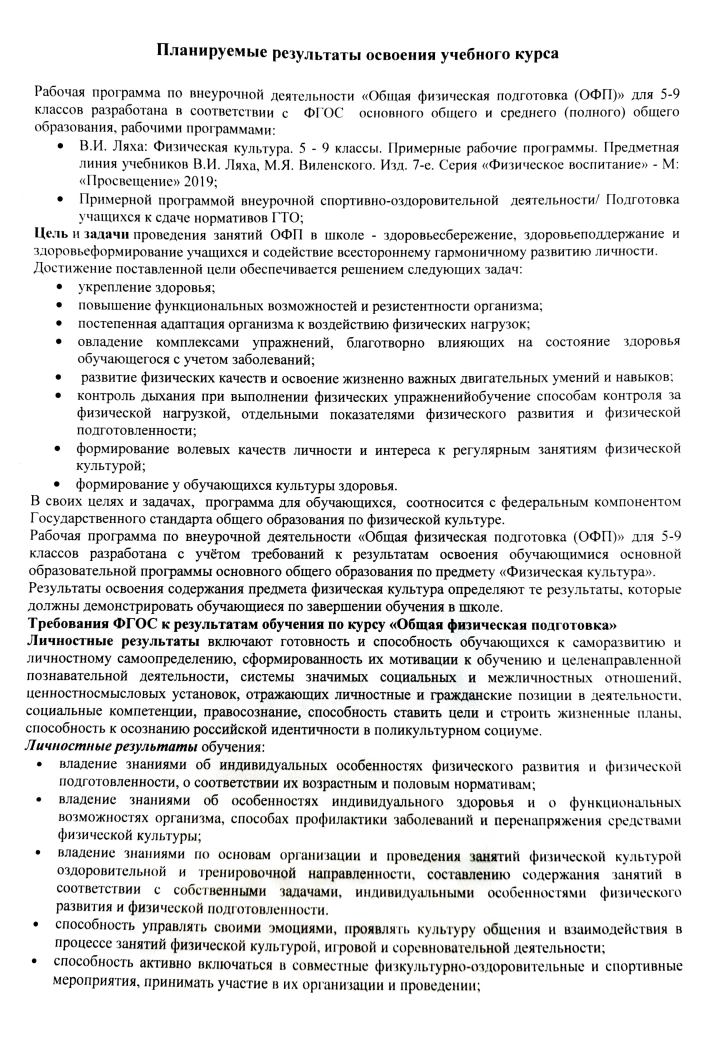 Планируемые результаты освоения учебного курса
Рабочая программа по внеурочной деятельности «Общая физическая подготовка (ОФП)» для 5-9
классов разработана в соответствии с ФГОС основного общего и среднего (полного) общего
образования, рабочими программами:
• В.И. Ляха: Физическая культура. 5 - 9 классы. Примерные рабочие программы. Предметная
линия учебников В.И. Ляха, М.Я. Виленского. Изд. 7-е. Серия «Физическое воспитание» - М:
«Просвещение» 2019;
• Примерной программой внеурочной спортивно-оздоровительной деятельности/ Подготовка
учащихся к сдаче нормативов ГТО;
Цель и задачи проведения занятий ОФП в школе - здоровьесбережение, здоровьеподдержание и
здоровьеформирование учащихся и содействие всестороннему гармоничному развитию личности.
Достижение поставленной цели обеспечивается решением следующих задач:
• укрепление здоровья;
• повышение функциональных возможностей и резистентности организма;
• постепенная адаптация организма к воздействию физических нагрузок;
• овладение комплексами упражнений, благотворно влияющих на состояние здоровья
обучающегося с учетом заболеваний;
• развитие физических качеств и освоение жизненно важных двигательных умений и навыков;
• контроль дыхания при выполнении физических упражненийобучение способам контроля за
физической нагрузкой, отдельными показателями физического развития и физической
подготовленности;
• формирование волевых качеств личности и интереса к регулярным занятиям физической
культурой;
• формирование у обучающихся культуры здоровья.
В своих целях и задачах, программа для обучающихся, соотносится с федеральным компонентом
Государственного стандарта общего образования по физической культуре.
Рабочая программа по внеурочной деятельности «Общая физическая подготовка (ОФП)» для 5-9
классов разработана с учётом требований к результатам освоения обучающимися основной
образовательной программы основного общего образования по предмету «Физическая культура».
Результаты освоения содержания предмета физическая культура определяют те результаты, которые
должны демонстрировать обучающиеся по завершении обучения в школе.
Требования ФГОС к результатам обучения по курсу «Общая физическая подготовка»
Личностные результаты включают готовность и способность обучающихся к саморазвитию и
личностному самоопределению, сформированность их мотивации к обучению и целенаправленной
познавательной деятельности, системы значимых социальных и межличностных отношений,
ценностносмысловых установок, отражающих личностные и гражданские позиции в деятельности,
социальные компетенции, правосознание, способность ставить цели и строить жизненные планы,
способность к осознанию российской идентичности в поликультурном социуме.
Личностные результаты обучения:
• владение знаниями об индивидуальных особенностях физического развития и физической
подготовленности, о соответствии их возрастным и половым нормативам;
• владение знаниями об особенностях индивидуального здоровья и о функциональных
возможностях организма, способах профилактики заболеваний и перенапряжения средствами
физической культуры;
• владение знаниями по основам организации и проведения занятий физической культурой
оздоровительной и тренировочной направленности, составлению содержания занятий в
соответствии с собственными задачами, индивидуальными особенностями физического
развития и физической подготовленности.
• способность управлять своими эмоциями, проявлять культуру общения и взаимодействия в
процессе занятий физической культурой, игровой и соревновательной деятельности;
• способность активно включаться в совместные физкультурно-оздоровительные и спортивные
мероприятия, принимать участие в их организации и проведении;